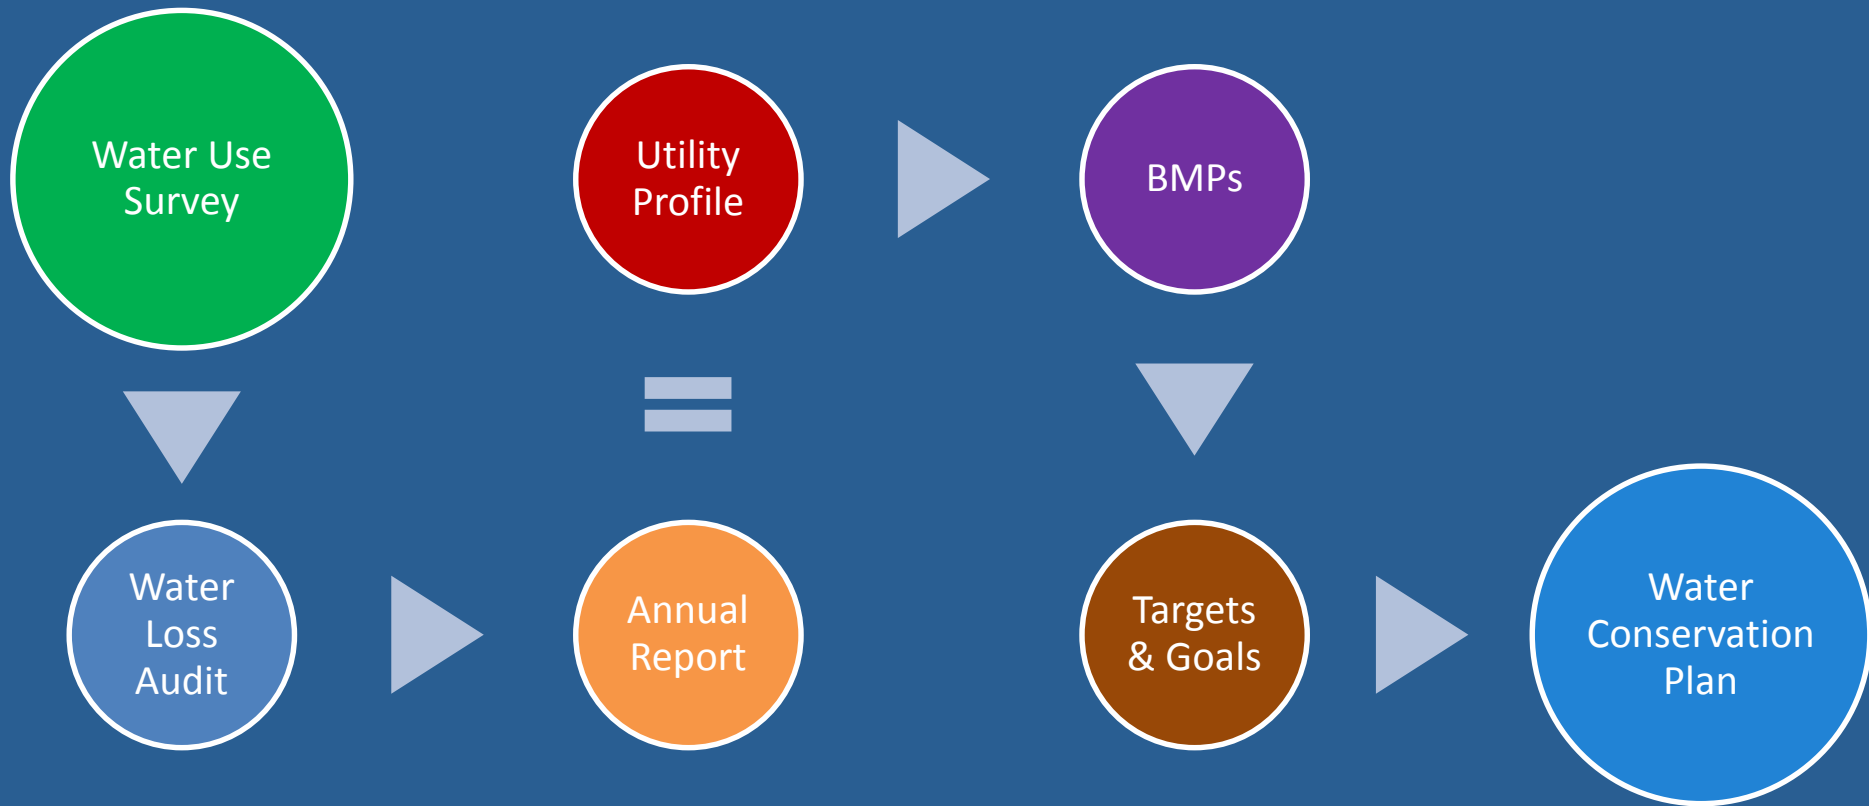 Water Use
Survey
Water
Loss
Audit
Annual
Report
Utility
Profile
BMPs
Targets
& Goals
Water
Conservation
Plan